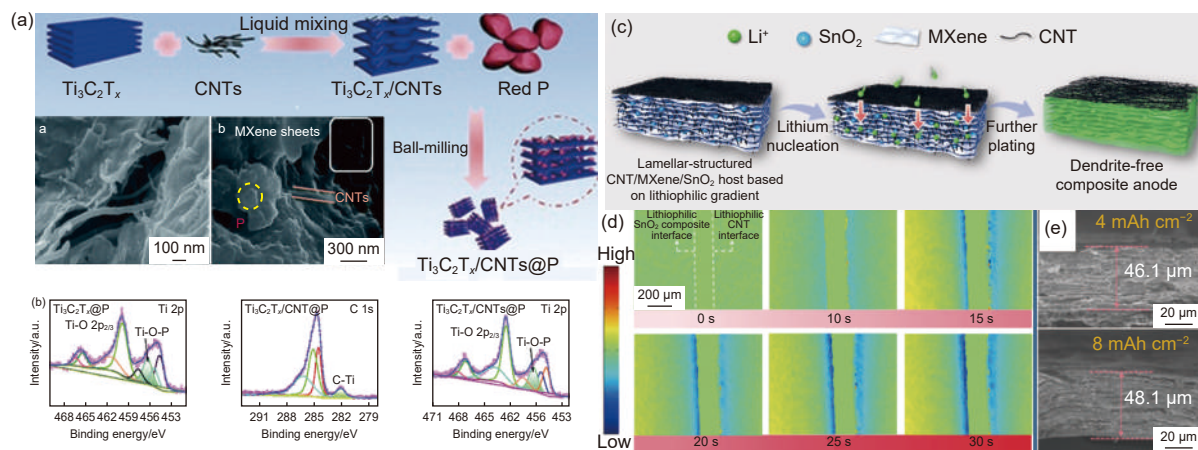 (a)
Liquid mixing
Ti₃C₂Tₓ
CNTs
Ti₃C₂Tₓ/CNTs
Red P
a
100 nm
b
MXene sheets
CNTs
P
300 nm
Ball-milling
Ti₃C₂Tₓ/CNTs@P
(b)
Ti₃C₂Tₓ@P
Ti 2p
Ti-O 2p₂/₃
Ti-O-P
Intensity/a.u.
468 465 462 459 456 453
Binding energy/eV
Ti₃C₂Tₓ/CNT@P
C 1s
C-Ti
Intensity/a.u.
291 288 285 282 279
Binding energy/eV
Ti₃C₂Tₓ/CNTs@P
Ti 2p
Ti-O 2p₂/₃
Ti-O-P
Intensity/a.u.
471 468 465 462 459 456 453
Binding energy/eV
(c)
Li⁺
SnO₂
MXene
CNT
Lithium
nucleation
Further
plating
Lamellar-structured
CNT/MXene/SnO₂ host based
on lithiophilic gradient
Dendrite-free
composite anode
(d)
High
Low
Lithiophilic
SnO₂ composite
interface
Lithiophilic
CNT
interface
200 μm
0 s
10 s
15 s
20 s
25 s
30 s
(e)
4 mAh cm⁻²
46.1 μm
20 μm
8 mAh cm⁻²
48.1 μm
20 μm